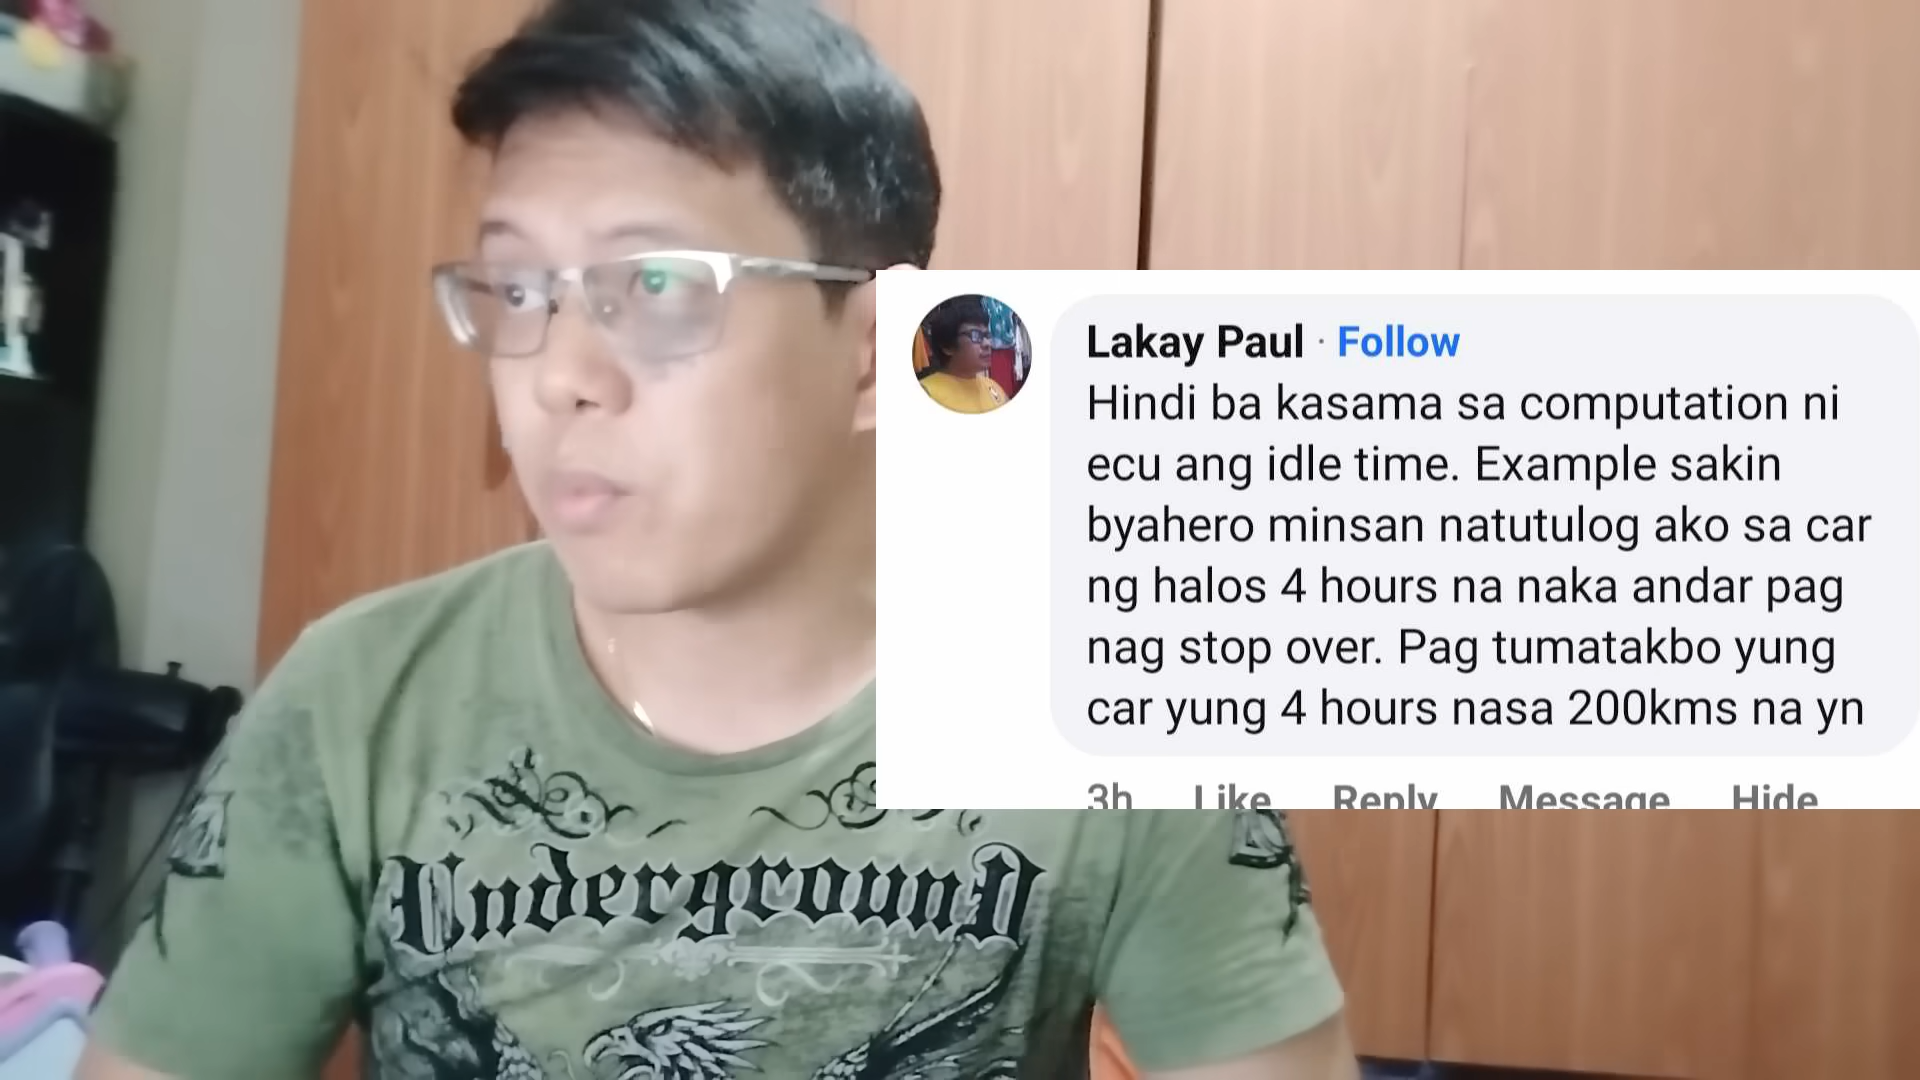 Lakay Paul · Follow
Hindi ba kasama sa computation ni
ecu ang idle time. Example sakin
byahero minsan natutulog ako sa car
ng halos 4 hours na naka andar pag
nag stop over. Pag tumatakbo yung
car yung 4 hours nasa 200kms na yn
3h Like Reply Message Hide
Underground